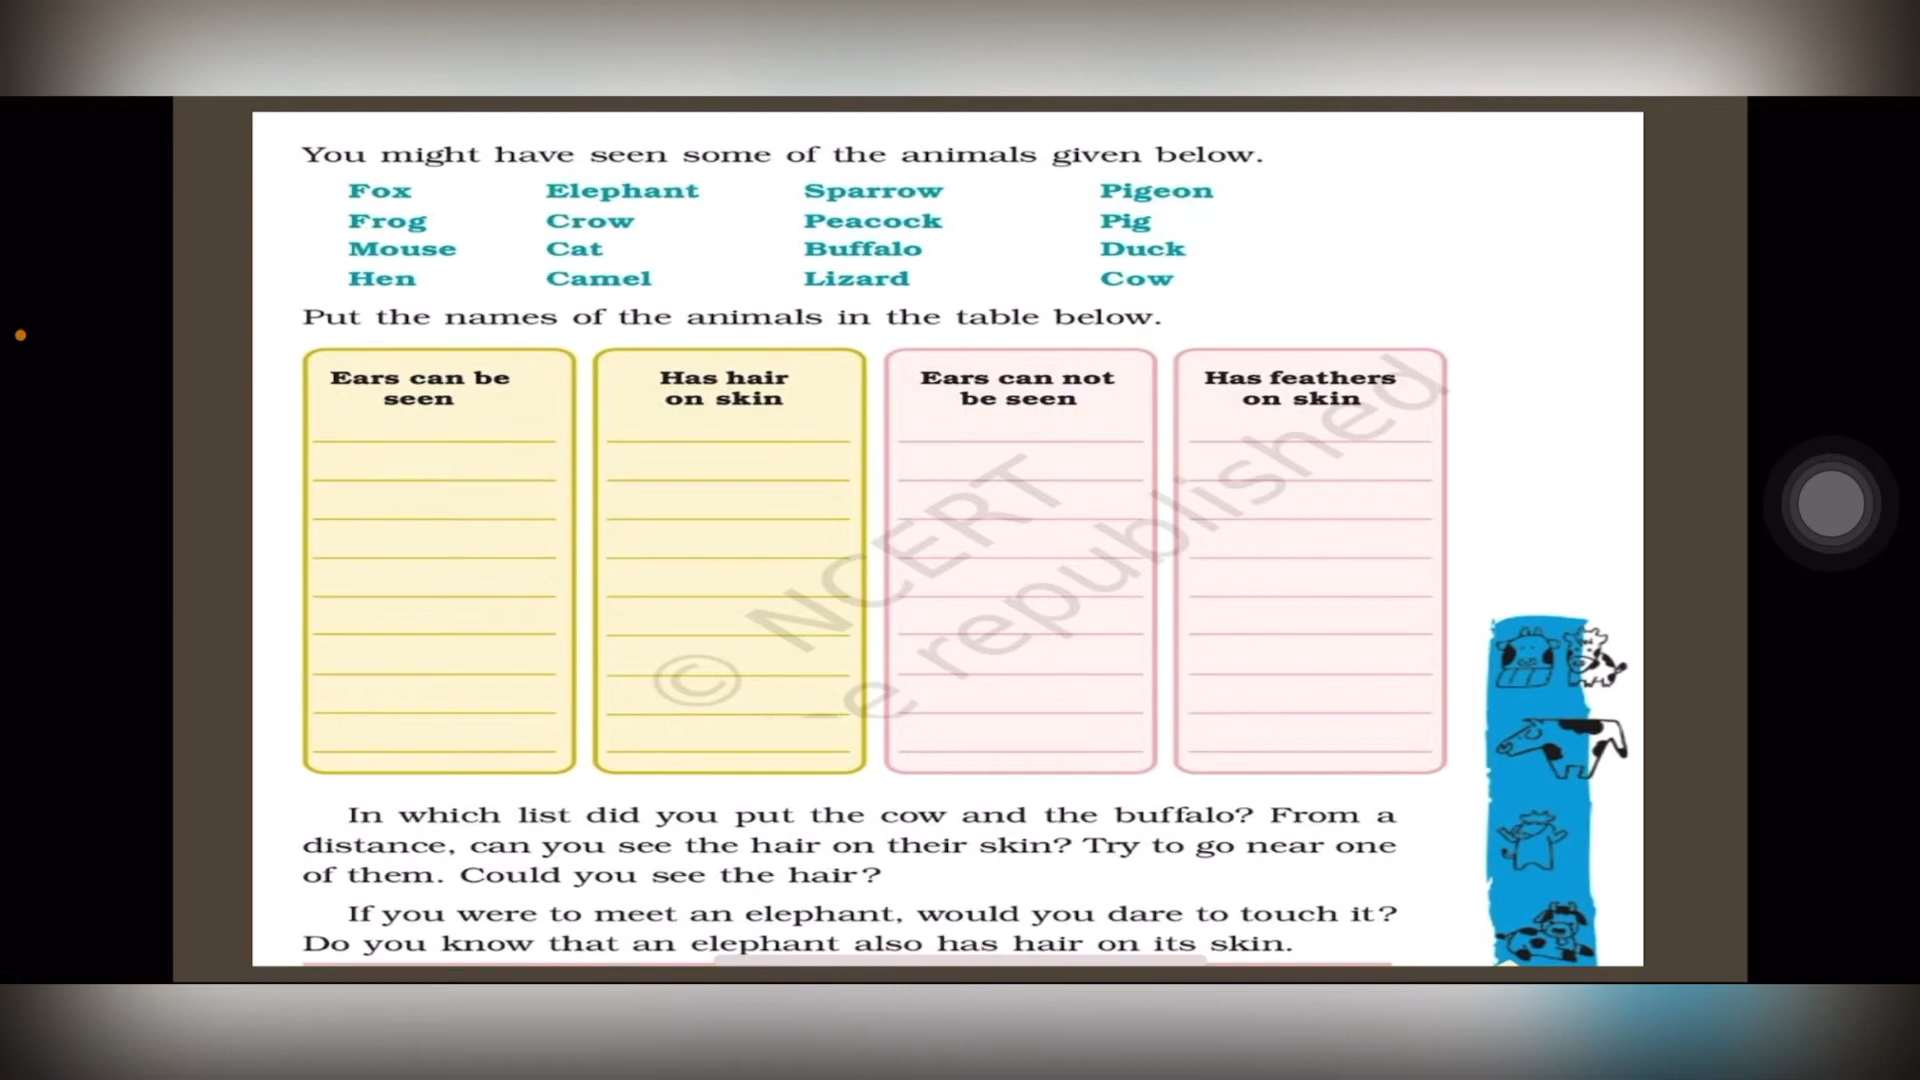 You might have seen some of the animals given below.
Fox Elephant Sparrow Pigeon
Frog Crow Peacock Pig
Mouse Cat Buffalo Duck
Hen Camel Lizard Cow
Put the names of the animals in the table below.
Ears can be
seen
Has hair
on skin
Ears can not
be seen
Has feathers
on skin
© NCERT
republished
In which list did you put the cow and the buffalo? From a
distance, can you see the hair on their skin? Try to go near one
of them. Could you see the hair?
If you were to meet an elephant, would you dare to touch it?
Do you know that an elephant also has hair on its skin.